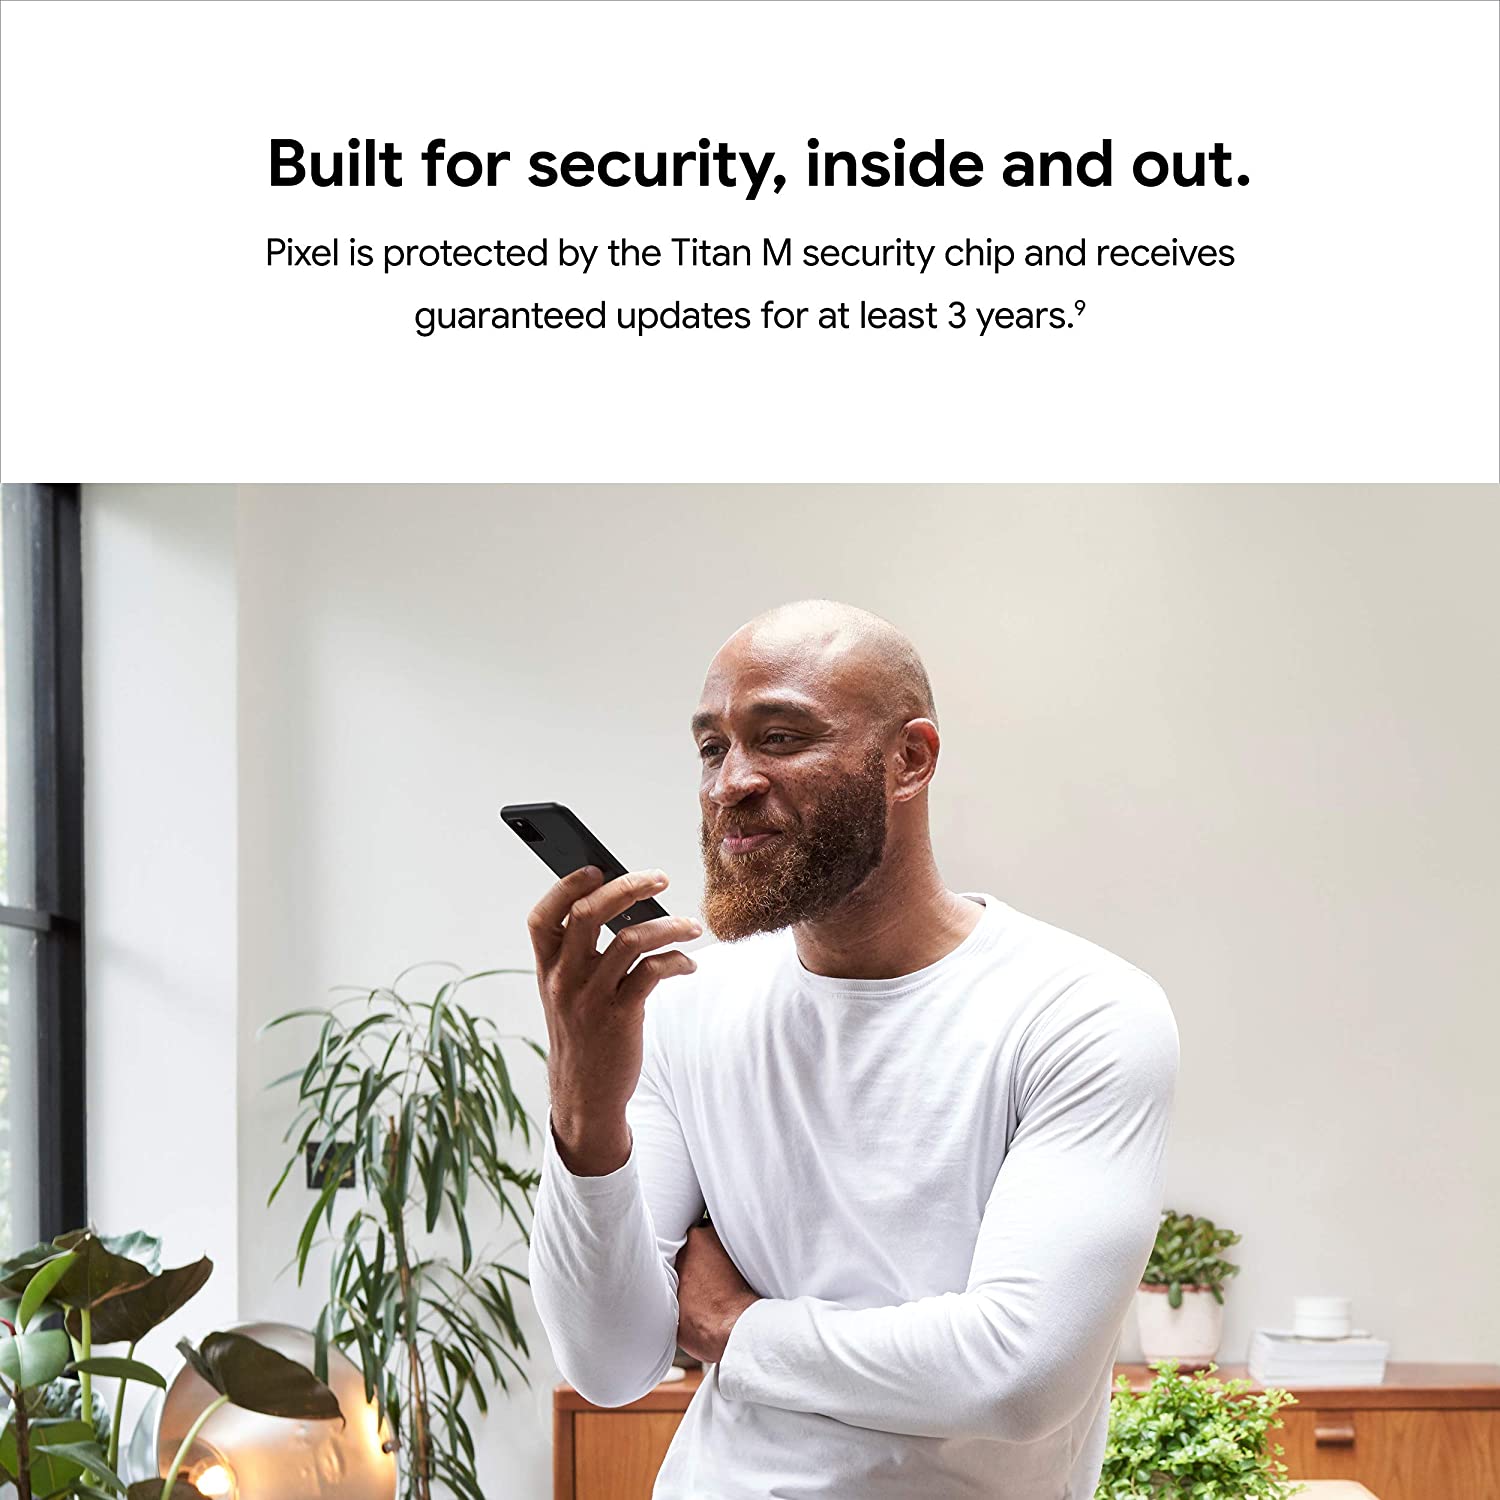 Built for security, inside and out.
Pixel is protected by the Titan M security chip and receives
guaranteed updates for at least 3 years.⁹